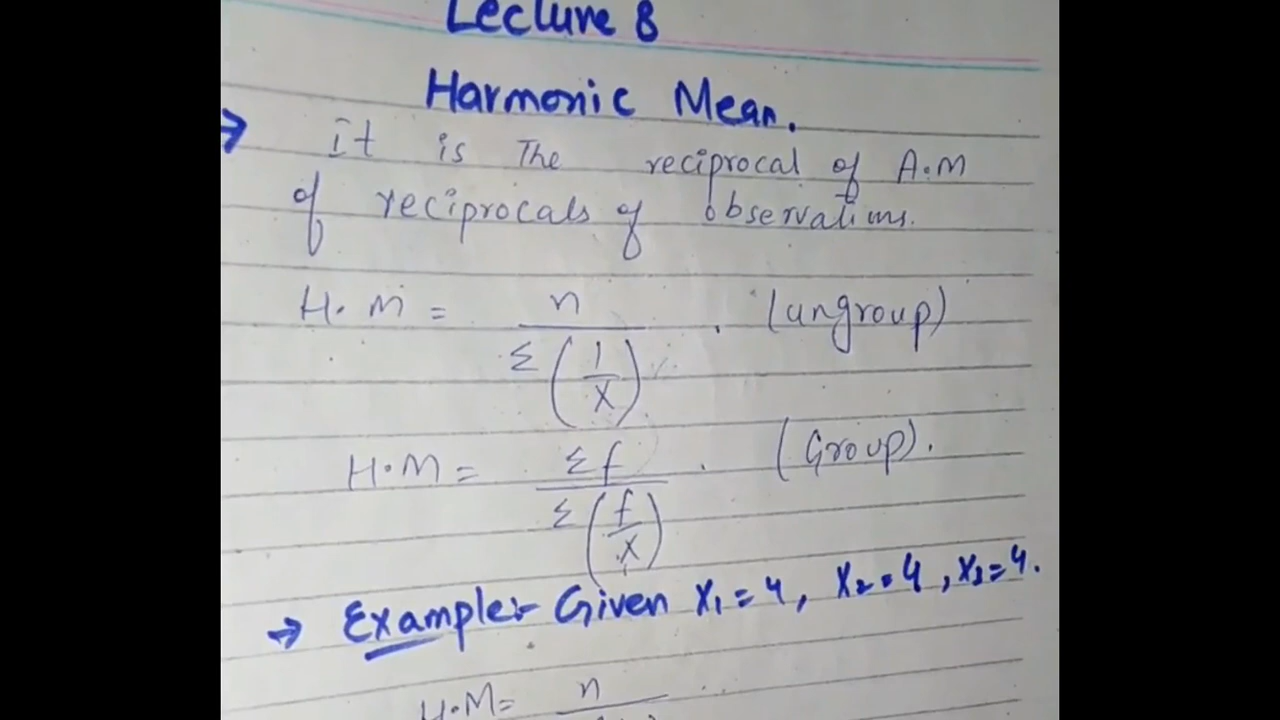 Lecture 8
Harmonic Mean.
→ It is The reciprocal of A.M
of reciprocals of observations.
H.M = n / Σ(1/X) . (ungroup)
H.M = Σf / Σ(f/X) . (Group).
→ Example:- Given X₁ = 4, X₂ = 4, X₃ = 4.
H.M = n